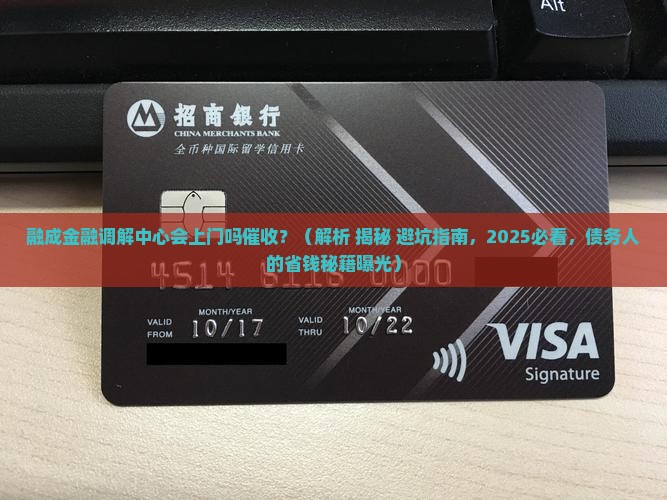 Alt
招商銀行
CHINA MERCHANTS BANK
全币种国际留学信用卡
融成金融调解中心会上门吗催收？（解析 揭秘 避坑指南，2025必看，债务人
的省钱秘籍曝光）
MONTH/YEAR MONTH/YEAR
VALID FROM 10/17 VALID THRU 10/22
VISA
Signature